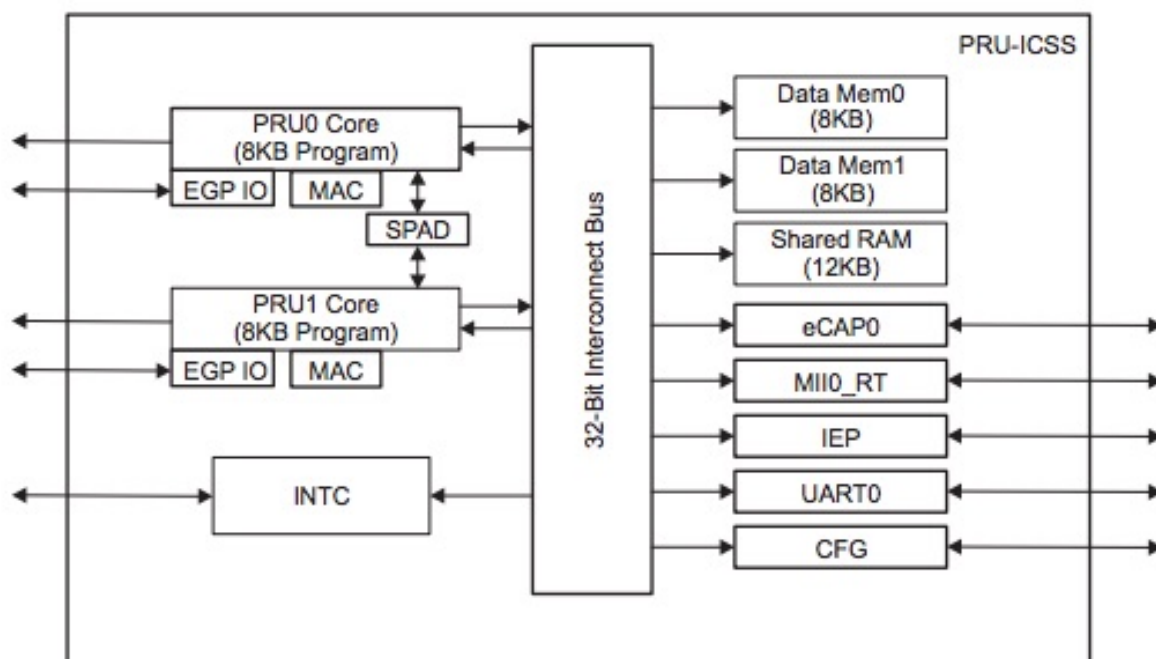 PRU-ICSS
PRU0 Core
(8KB Program)
EGP IO
MAC
SPAD
PRU1 Core
(8KB Program)
EGP IO
MAC
INTC
32-Bit Interconnect Bus
Data Mem0
(8KB)
Data Mem1
(8KB)
Shared RAM
(12KB)
eCAP0
MII0_RT
IEP
UART0
CFG